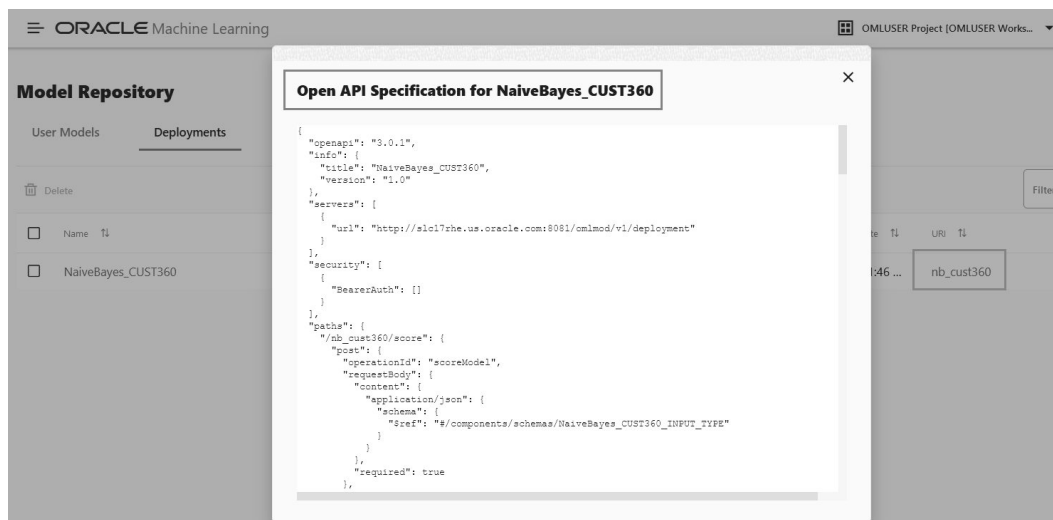 ORACLE Machine Learning
OMLUSER Project [OMLUSER Works...
Model Repository
User Models
Deployments
Delete
Filte
Name
te
URI
NaiveBayes_CUST360
:46 ...
nb_cust360
Open API Specification for NaiveBayes_CUST360
{
"openapi": "3.0.1",
"info": {
"title": "NaiveBayes_CUST360",
"version": "1.0"
},
"servers": [
{
"url": "http://slc17rhe.us.oracle.com:8081/omlmod/v1/deployment"
}
],
"security": [
{
"BearerAuth": []
}
],
"paths": {
"/nb_cust360/score": {
"post": {
"operationId": "scoreModel",
"requestBody": {
"content": {
"application/json": {
"schema": {
"$ref": "#/components/schemas/NaiveBayes_CUST360_INPUT_TYPE"
}
}
},
"required": true
},